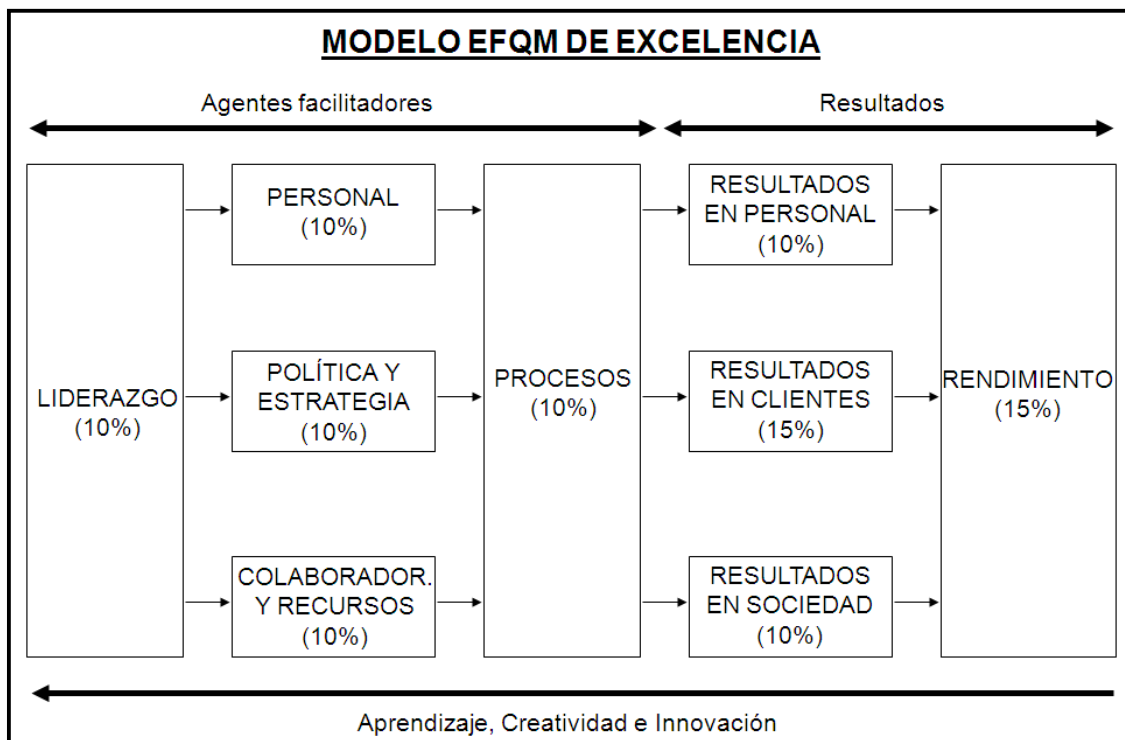 MODELO EFQM DE EXCELENCIA
Agentes facilitadores
Resultados
LIDERAZGO
(10%)
PERSONAL
(10%)
POLÍTICA Y
ESTRATEGIA
(10%)
COLABORADOR.
Y RECURSOS
(10%)
PROCESOS
(10%)
RESULTADOS
EN PERSONAL
(10%)
RESULTADOS
EN CLIENTES
(15%)
RESULTADOS
EN SOCIEDAD
(10%)
RENDIMIENTO
(15%)
Aprendizaje, Creatividad e Innovación